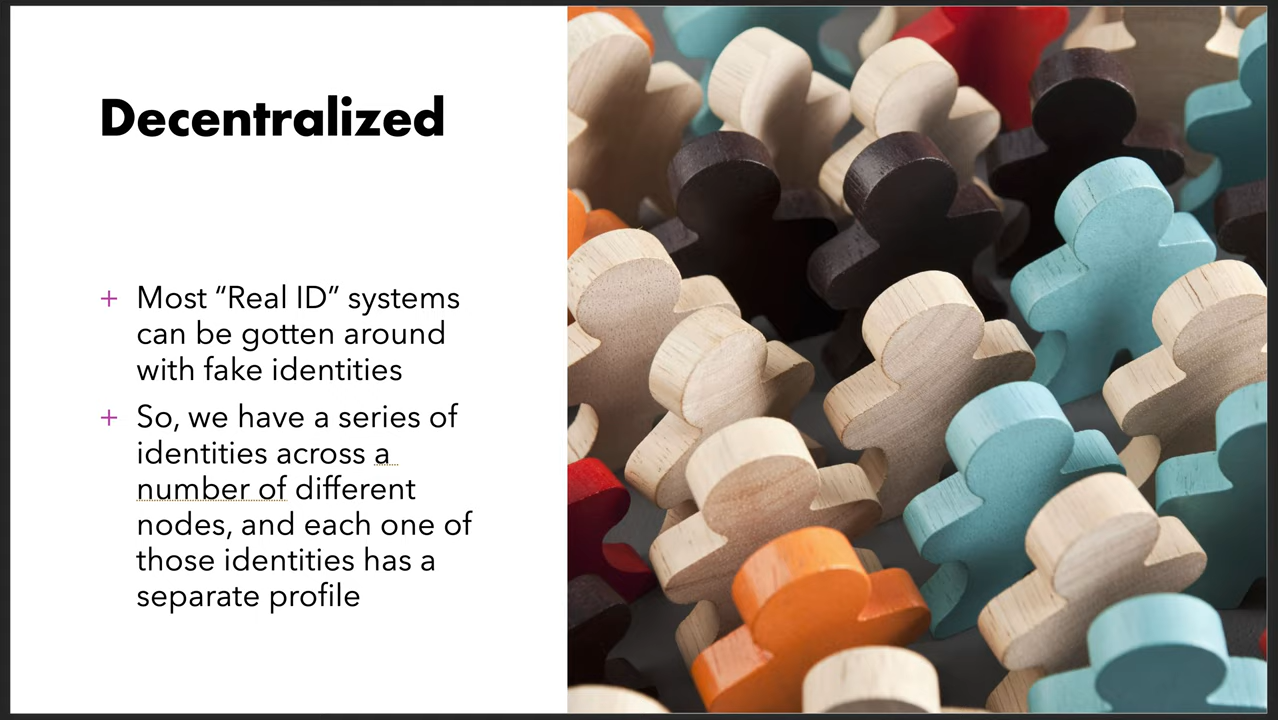 Decentralized
+ Most “Real ID” systems
can be gotten around
with fake identities
+ So, we have a series of
identities across a
number of different
nodes, and each one of
those identities has a
separate profile